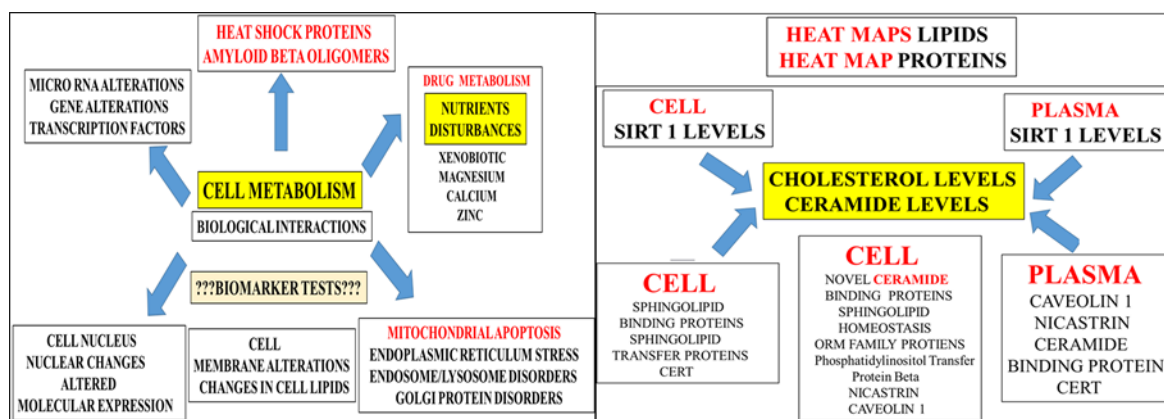 HEAT SHOCK PROTEINS
AMYLOID BETA OLIGOMERS
MICRO RNA ALTERATIONS
GENE ALTERATIONS
TRANSCRIPTION FACTORS
DRUG METABOLISM
NUTRIENTS
DISTURBANCES
XENOBIOTIC
MAGNESIUM
CALCIUM
ZINC
CELL METABOLISM
BIOLOGICAL INTERACTIONS
???BIOMARKER TESTS???
CELL NUCLEUS
NUCLEAR CHANGES
ALTERED
MOLECULAR EXPRESSION
CELL
MEMBRANE ALTERATIONS
CHANGES IN CELL LIPIDS
MITOCHONDRIAL APOPTOSIS
ENDOPLASMIC RETICULUM STRESS
ENDOSOME/LYSOSOME DISORDERS
GOLGI PROTEIN DISORDERS
HEAT MAPS LIPIDS
HEAT MAP PROTEINS
CELL
SIRT 1 LEVELS
PLASMA
SIRT 1 LEVELS
CHOLESTEROL LEVELS
CERAMIDE LEVELS
CELL
SPHINGOLIPID
BINDING PROTEINS
SPHINGOLIPID
TRANSFER PROTEINS
CERT
CELL
NOVEL CERAMIDE
BINDING PROTEINS
SPHINGOLIPID
HOMEOSTASIS
ORM FAMILY PROTIENS
Phosphatidylinositol Transfer
Protein Beta
NICASTRIN
CAVEOLIN 1
PLASMA
CAVEOLIN 1
NICASTRIN
CERAMIDE
BINDING PROTEIN
CERT